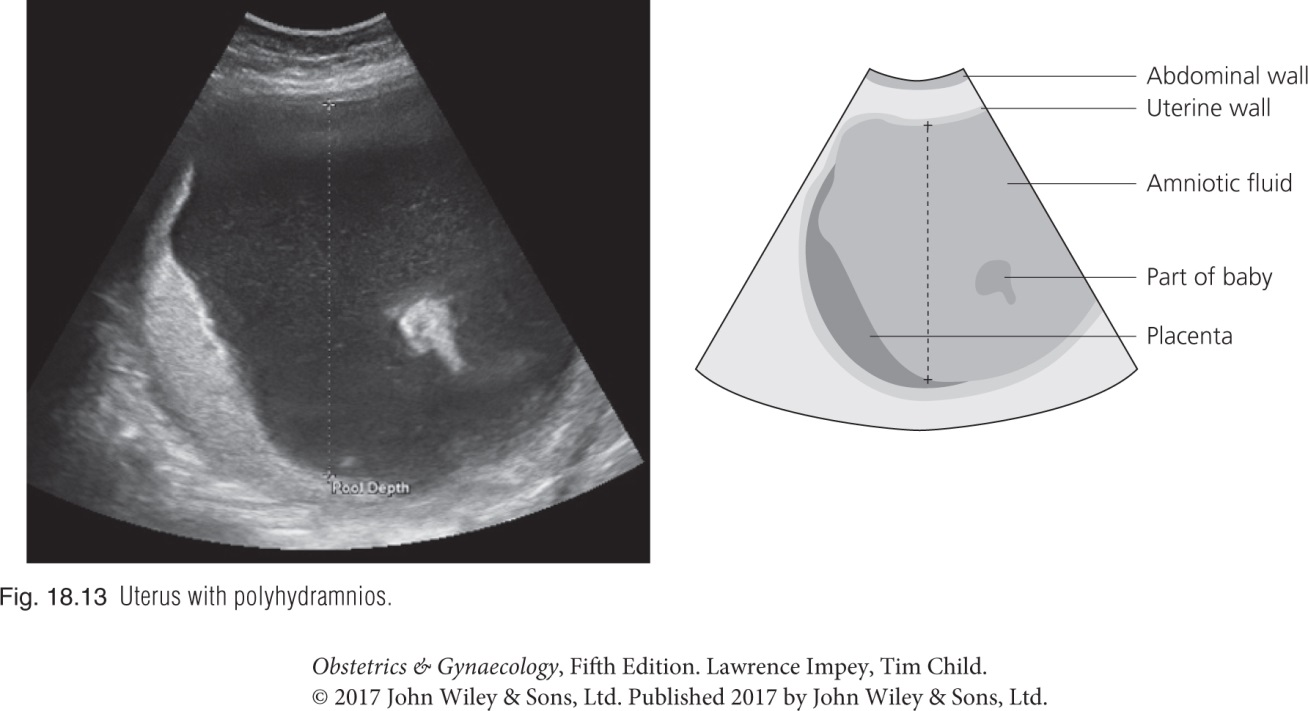 Abdominal wall
Uterine wall
Amniotic fluid
Part of baby
Placenta
Pool Depth
Fig. 18.13 Uterus with polyhydramnios.
Obstetrics & Gynaecology, Fifth Edition. Lawrence Impey, Tim Child.
© 2017 John Wiley & Sons, Ltd. Published 2017 by John Wiley & Sons, Ltd.